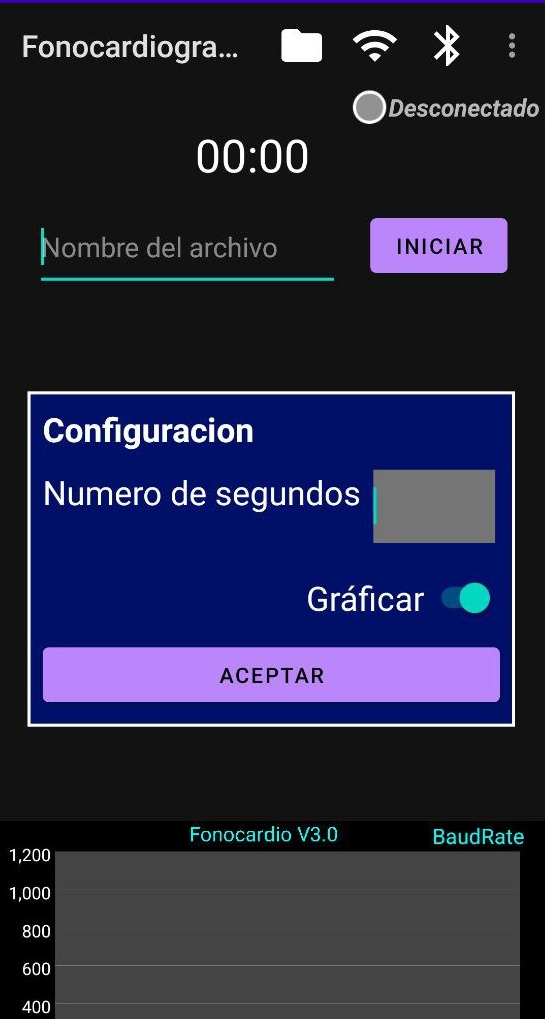 Fonocardiogra...
Desconectado
00:00
Nombre del archivo
INICIAR
Configuracion
Numero de segundos
Gráficar
ACEPTAR
Fonocardio V3.0
BaudRate
1,200
1,000
800
600
400